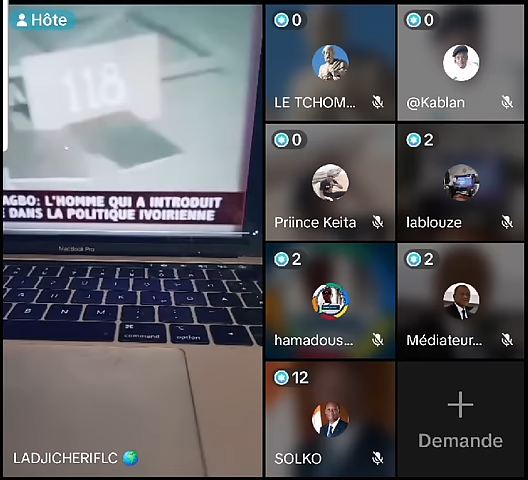 Hôte
118
AGBO: L'HOMME QUI A INTRODUIT
DANS LA POLITIQUE IVOIRIENNE
MacBook Pro
command
option
LADJICHERIFLC
0
LE TCHOM...
0
@Kablan
0
Priince Keita
2
lablouze
2
hamadous...
2
Médiateur...
12
SOLKO
Demande